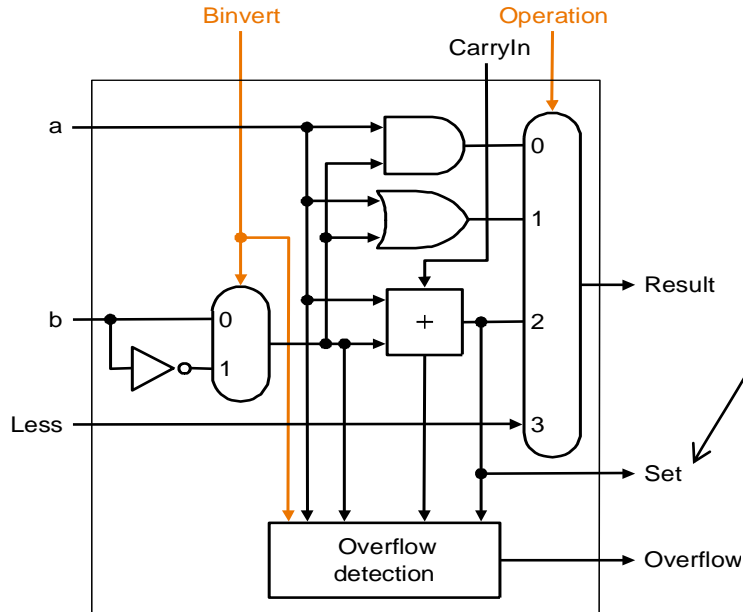 Binvert
Operation
CarryIn
a
0
1
Result
b
0
+
2
1
Less
3
Set
Overflow
detection
Overflow